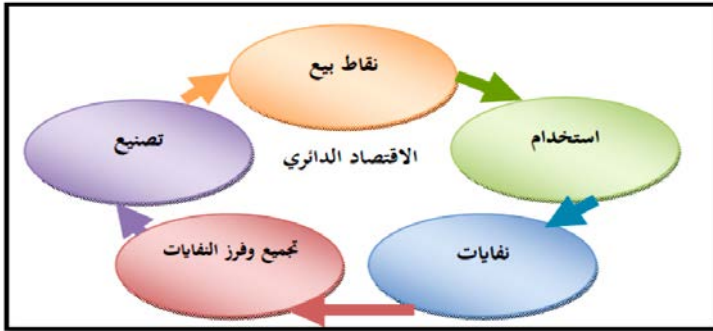 نقاط بيع
استخدام
تصنيع
الاقتصاد الدائري
نفايات
تجميع وفرز النفايات